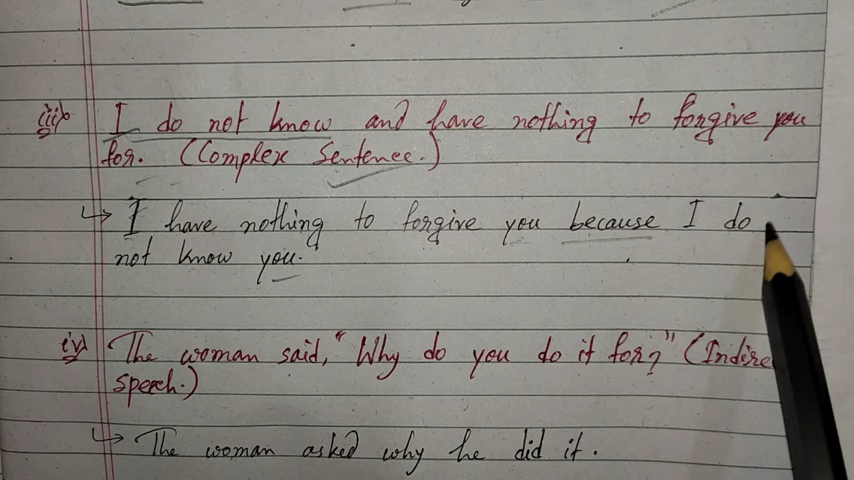 (iii) I do not know and have nothing to forgive you
for. (Complex Sentence.)
↳ I have nothing to forgive you because I do
not know you.
(iv) The woman said, "Why do you do it for?" (Indire
speech.)
↳ The woman asked why he did it.